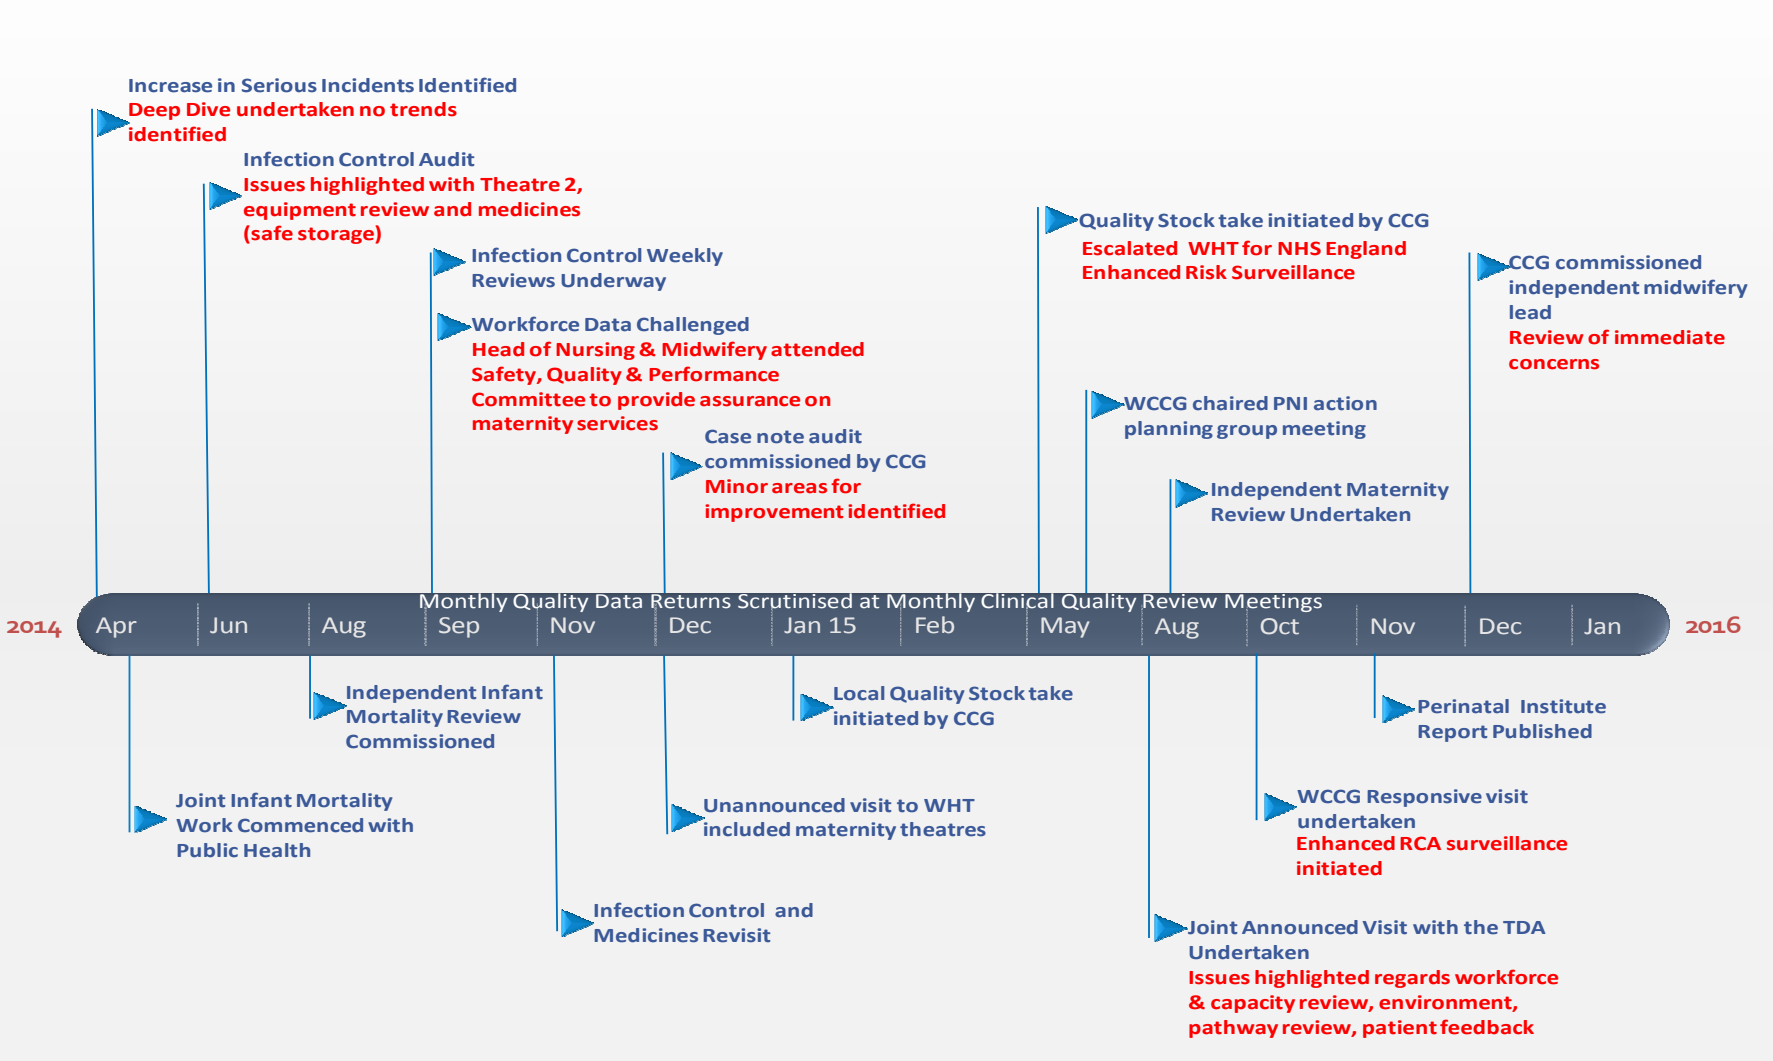 Increase in Serious Incidents Identified
Deep Dive undertaken no trends
identified
Infection Control Audit
Issues highlighted with Theatre 2,
equipment review and medicines
(safe storage)
Infection Control Weekly
Reviews Underway
Workforce Data Challenged
Head of Nursing & Midwifery attended
Safety, Quality & Performance
Committee to provide assurance on
maternity services
Case note audit
commissioned by CCG
Minor areas for
improvement identified
Quality Stock take initiated by CCG
Escalated WHT for NHS England
Enhanced Risk Surveillance
WCCG chaired PNI action
planning group meeting
Independent Maternity
Review Undertaken
CCG commissioned
independent midwifery
lead
Review of immediate
concerns
Monthly Quality Data Returns Scrutinised at Monthly Clinical Quality Review Meetings
2014 Apr Jun Aug Sep Nov Dec Jan 15 Feb May Aug Oct Nov Dec Jan 2016
Joint Infant Mortality
Work Commenced with
Public Health
Independent Infant
Mortality Review
Commissioned
Infection Control and
Medicines Revisit
Unannounced visit to WHT
included maternity theatres
Local Quality Stock take
initiated by CCG
Joint Announced Visit with the TDA
Undertaken
Issues highlighted regards workforce
& capacity review, environment,
pathway review, patient feedback
WCCG Responsive visit
undertaken
Enhanced RCA surveillance
initiated
Perinatal Institute
Report Published